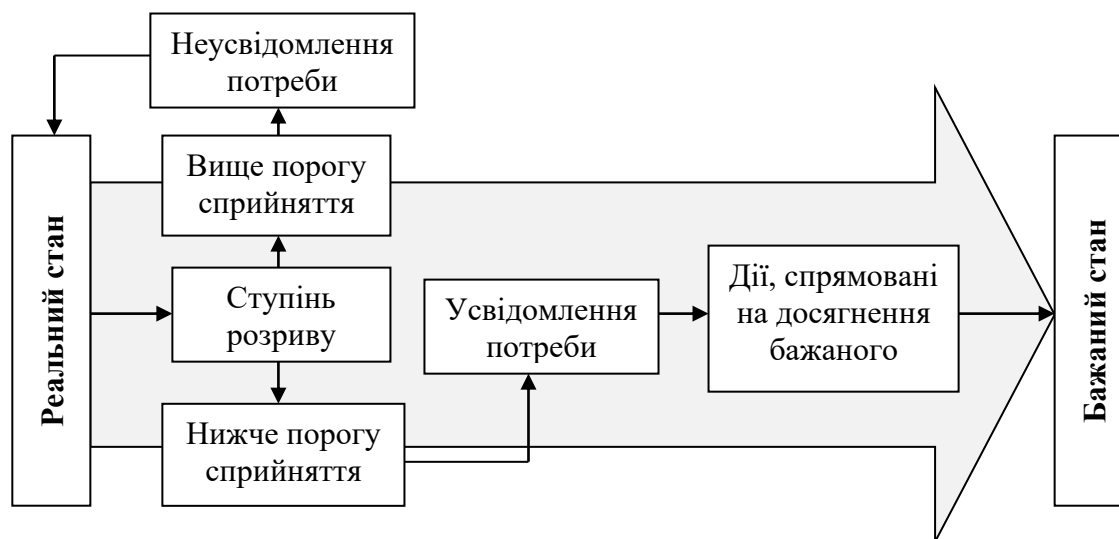 Неусвідомлення
потреби
Вище порогу
сприйняття
Реальний стан
Ступінь
розриву
Нижче порогу
сприйняття
Усвідомлення
потреби
Дії, спрямовані
на досягнення
бажаного
Бажаний стан